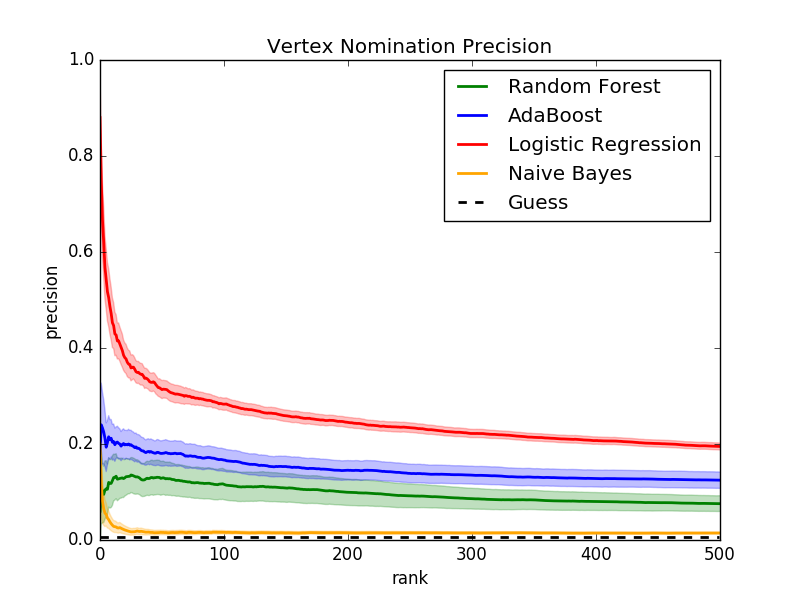 Vertex Nomination Precision
1.0
0.8
0.6
0.4
0.2
0.0
precision
Random Forest
AdaBoost
Logistic Regression
Naive Bayes
Guess
0 100 200 300 400 500
rank